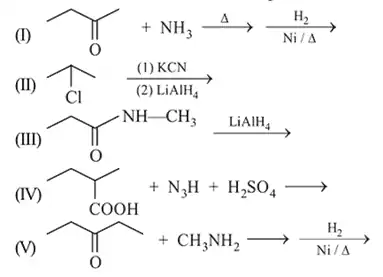 (I) O + NH3 Δ H2 Ni / Δ
(II) Cl (1) KCN (2) LiAlH4
(III) NH—CH3 O LiAlH4
(IV) COOH + N3H + H2SO4
(V) O + CH3NH2 H2 Ni / Δ